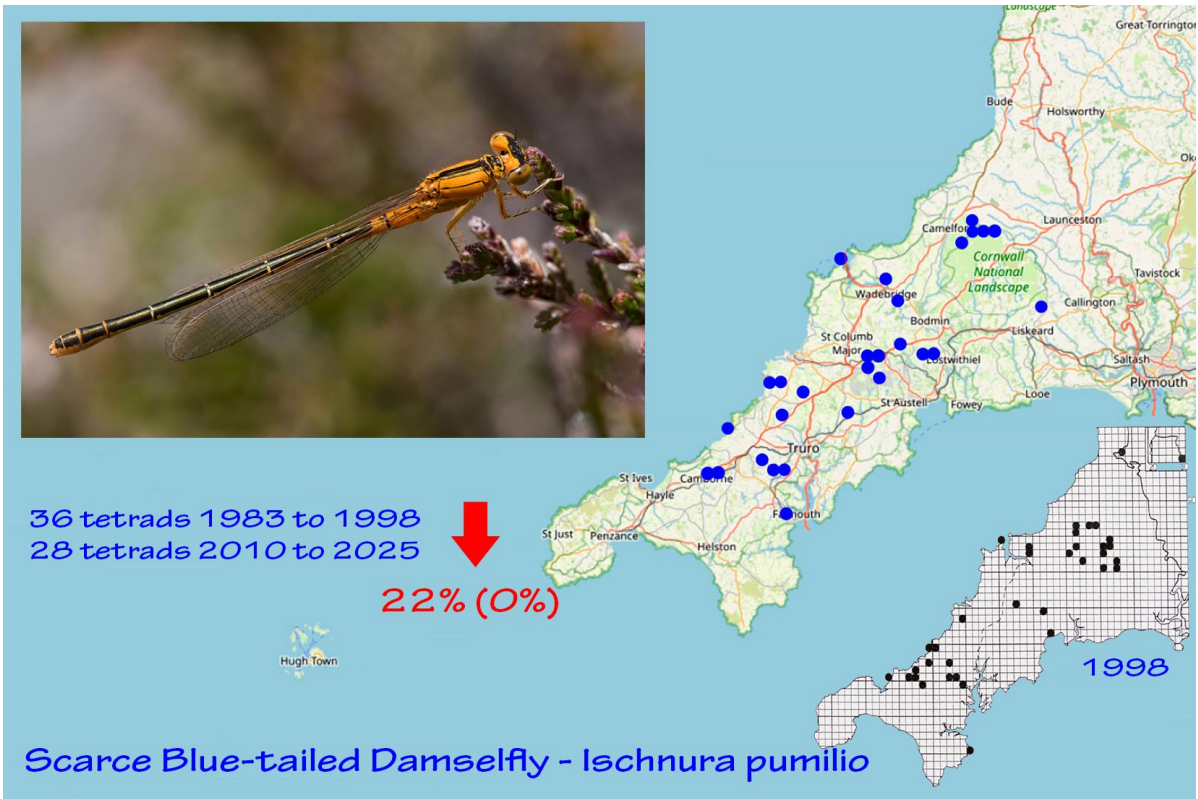 Landscape
Great Torrington
Bude
Holsworthy
Camelford
Launceston
Cornwall
National
Landscape
Tavistock
Wadebridge
Callington
Bodmin
Liskeard
St Columb
Major
Lostwithiel
Saltash
Plymouth
Looe
St Austell
Fowey
Truro
St Ives
Camborne
Hayle
Falmouth
St Just
Penzance
Helston
36 tetrads 1983 to 1998
28 tetrads 2010 to 2025
22% (0%)
Hugh Town
1998
Scarce Blue-tailed Damselfly - Ischnura pumilio